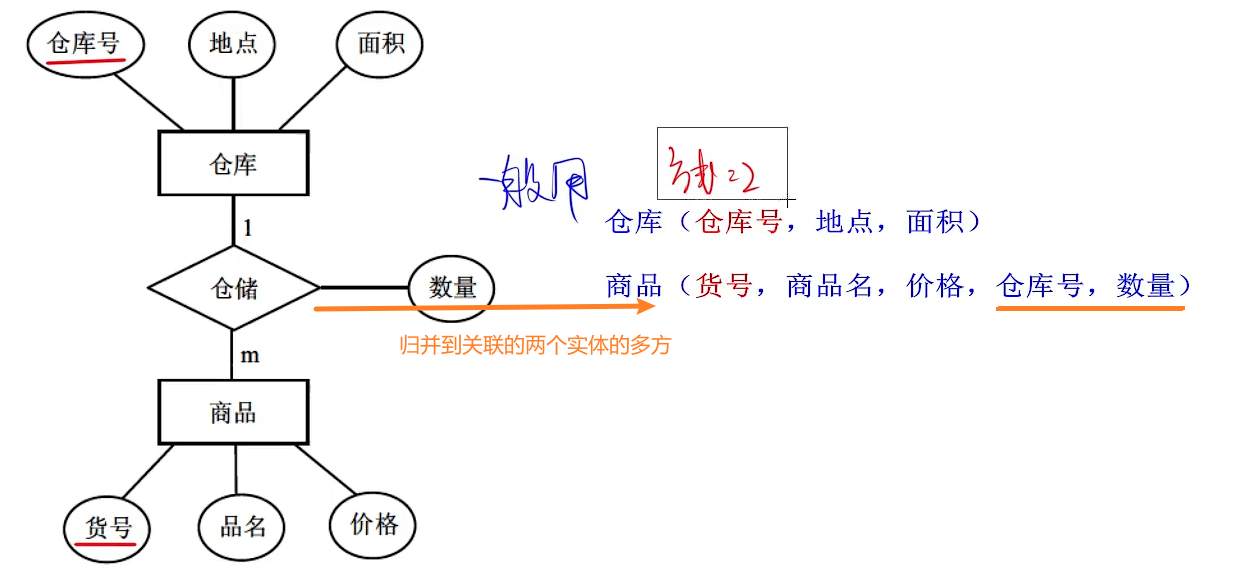 仓库号
地点
面积
仓库
一般用
方法=2
仓库（仓库号，地点，面积）
1
仓储
数量
商品（货号，商品名，价格，仓库号，数量）
归并到关联的两个实体的多方
m
商品
货号
品名
价格